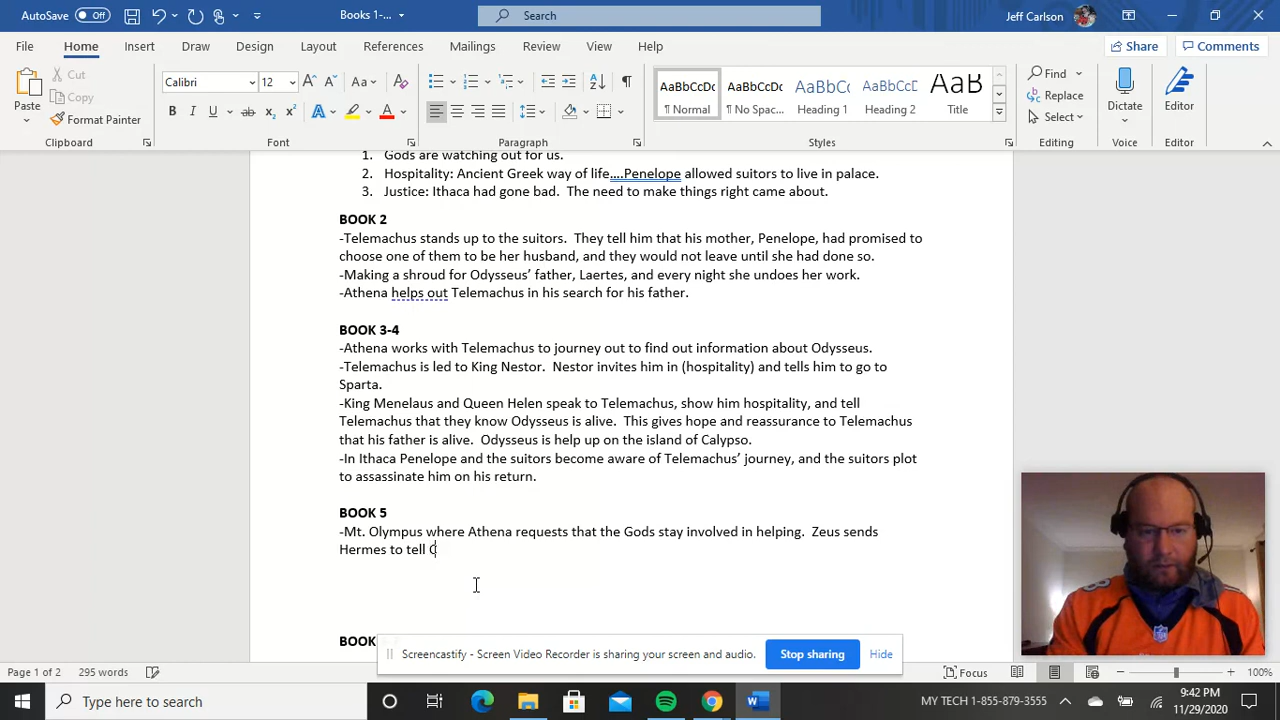 AutoSave Off Books 1-... Search Jeff Carlson
File Home Insert Draw Design Layout References Mailings Review View Help Share Comments
Paste Cut Copy Format Painter
Calibri 12 Aa
B I U ab x₂ x² A A
AaBbCcDc AaBbCcDc AaBbCc AaBbCcE AaB
¶ Normal ¶ No Spac... Heading 1 Heading 2 Title
Find Replace Select Dictate Editor
Clipboard Font Paragraph Styles Editing Voice Editor
1. Gods are watching out for us.
2. Hospitality: Ancient Greek way of life....Penelope allowed suitors to live in palace.
3. Justice: Ithaca had gone bad. The need to make things right came about.
BOOK 2
-Telemachus stands up to the suitors. They tell him that his mother, Penelope, had promised to
choose one of them to be her husband, and they would not leave until she had done so.
-Making a shroud for Odysseus' father, Laertes, and every night she undoes her work.
-Athena helps out Telemachus in his search for his father.
BOOK 3-4
-Athena works with Telemachus to journey out to find out information about Odysseus.
-Telemachus is led to King Nestor. Nestor invites him in (hospitality) and tells him to go to
Sparta.
-King Menelaus and Queen Helen speak to Telemachus, show him hospitality, and tell
Telemachus that they know Odysseus is alive. This gives hope and reassurance to Telemachus
that his father is alive. Odysseus is help up on the island of Calypso.
-In Ithaca Penelope and the suitors become aware of Telemachus' journey, and the suitors plot
to assassinate him on his return.
BOOK 5
-Mt. Olympus where Athena requests that the Gods stay involved in helping. Zeus sends
Hermes to tell C
BOOK
Screencastify - Screen Video Recorder is sharing your screen and audio. Stop sharing Hide
Page 1 of 2 295 words Focus 100%
Type here to search MY TECH 1-855-879-3555 9:42 PM
11/29/2020